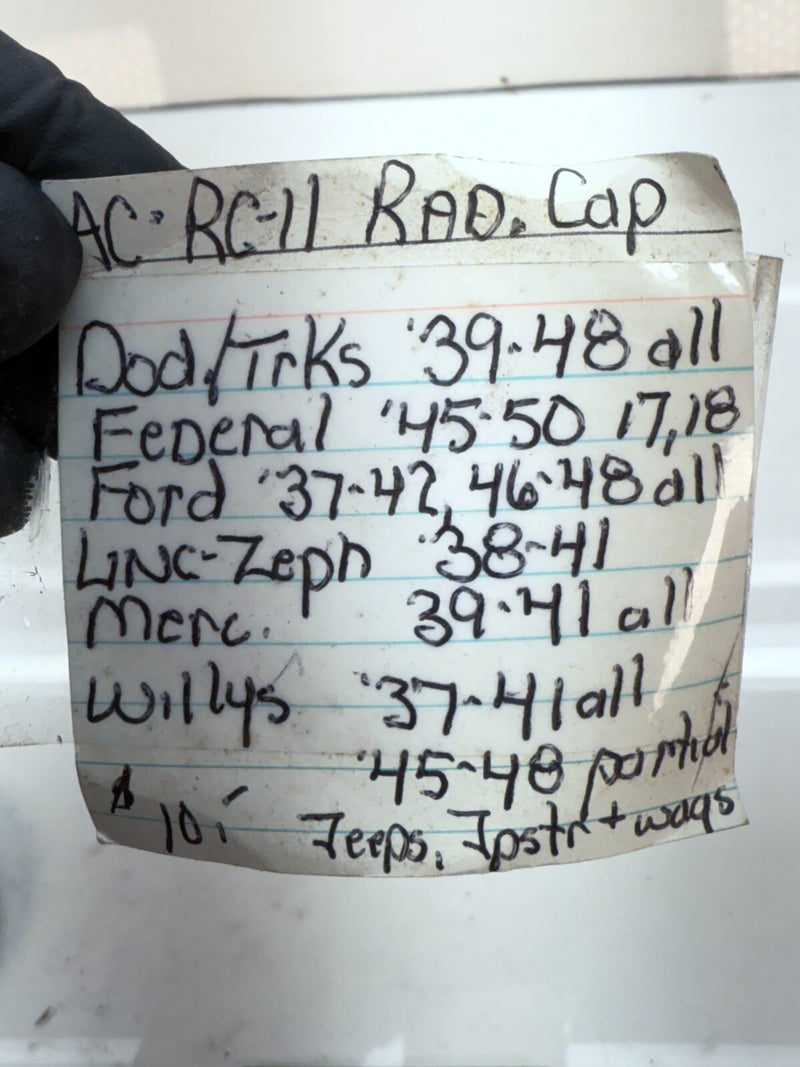 AC. RC-11 RAD. Cap
Dod./Trks '39-48 all
Federal '45-50 17,18
Ford '37-42, 46-48 all
Linc-Zeph '38-41
Merc. 39-41 all
Willys '37-41 all
'45-48 partial
$10.- Jeeps, Jpstr + wags